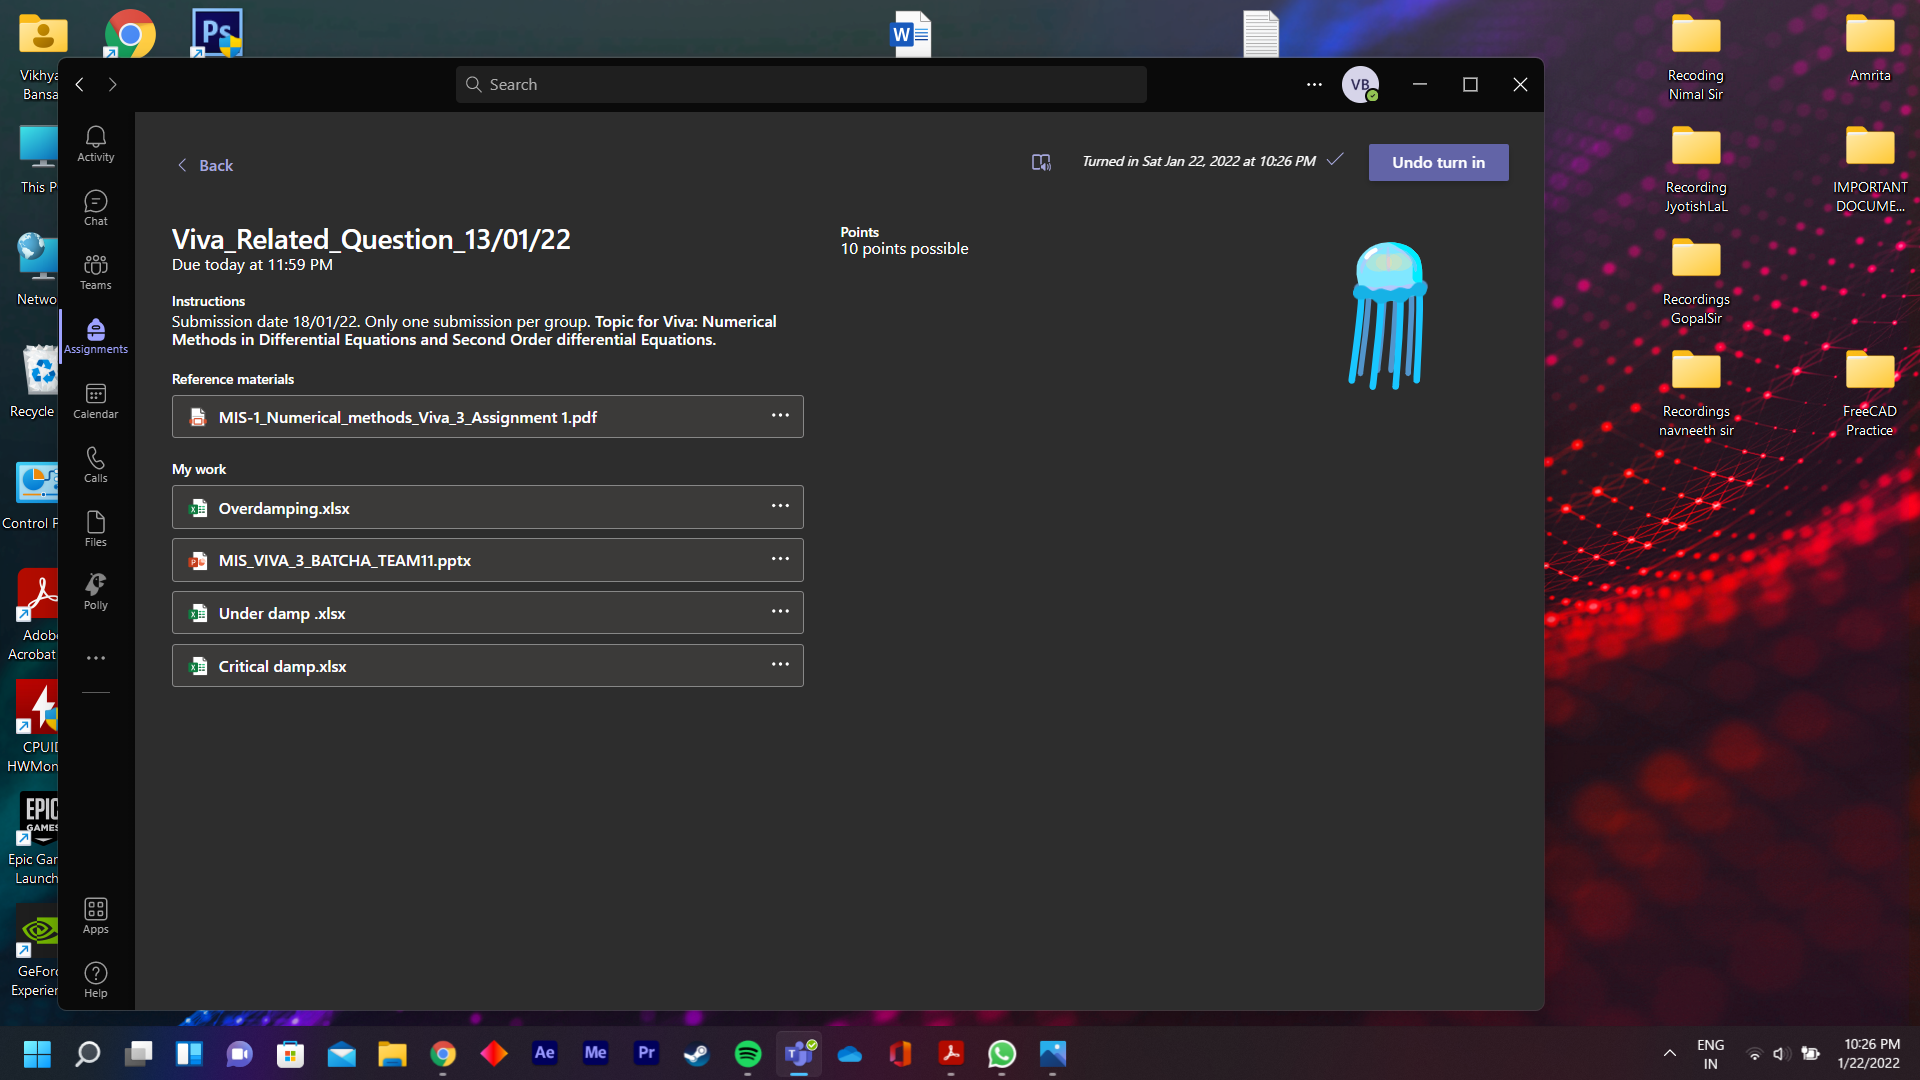 Vikhya
Bansa
This P
Netwo
Recycle
Control P
Adob
Acrobat
CPUID
HWMon
EPIC
GAMES
Epic Gar
Launch
GeForc
Experien
Ps
W
Search
VB
Recoding
Nimal Sir
Amrita
Recording
JyotishLaL
IMPORTANT
DOCUME...
Recordings
GopalSir
Recordings
navneeth sir
FreeCAD
Practice
Activity
Chat
Teams
Assignments
Calendar
Calls
Files
Polly
Apps
Help
Back
Turned in Sat Jan 22, 2022 at 10:26 PM
Undo turn in
Viva_Related_Question_13/01/22
Due today at 11:59 PM
Points
10 points possible
Instructions
Submission date 18/01/22. Only one submission per group. Topic for Viva: Numerical
Methods in Differential Equations and Second Order differential Equations.
Reference materials
MIS-1_Numerical_methods_Viva_3_Assignment 1.pdf
My work
Overdamping.xlsx
MIS_VIVA_3_BATCHA_TEAM11.pptx
Under damp .xlsx
Critical damp.xlsx
Ae
Me
Pr
ENG
IN
10:26 PM
1/22/2022